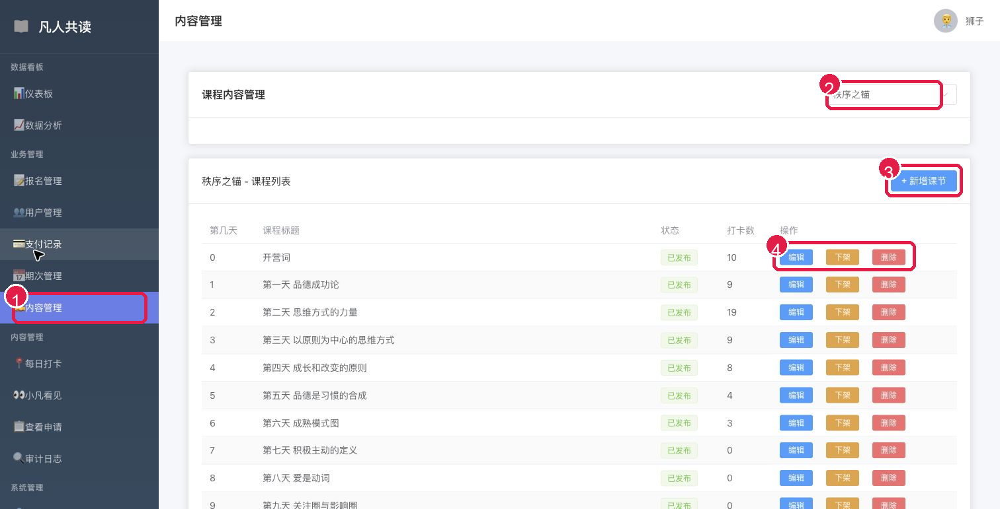 凡人共读
内容管理
狮子
数据看板
仪表板
数据分析
业务管理
报名管理
用户管理
支付记录
17 期次管理
1 内容管理
内容管理
每日打卡
小凡看见
查看申请
审计日志
系统管理
课程内容管理
2 秩序之锚
秩序之锚 - 课程列表
3 + 新增课节
第几天 课程标题 状态 打卡数 操作
4
0 开营词 已发布 10 编辑 下架 删除
1 第一天 品德成功论 已发布 9 编辑 下架 删除
2 第二天 思维方式的力量 已发布 19 编辑 下架 删除
3 第三天 以原则为中心的思维方式 已发布 9 编辑 下架 删除
4 第四天 成长和改变的原则 已发布 8 编辑 下架 删除
5 第五天 品德是习惯的合成 已发布 4 编辑 下架 删除
6 第六天 成熟模式图 已发布 3 编辑 下架 删除
7 第七天 积极主动的定义 已发布 0 编辑 下架 删除
8 第八天 爱是动词 已发布 0 编辑 下架 删除
9 第九天 关注圈与影响圈 已发布 0 编辑 下架 删除